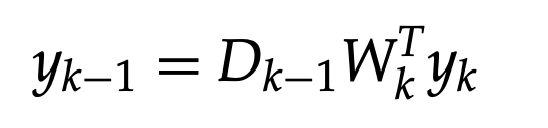 $y_{k-1} = D_{k-1} W_k^T y_k$